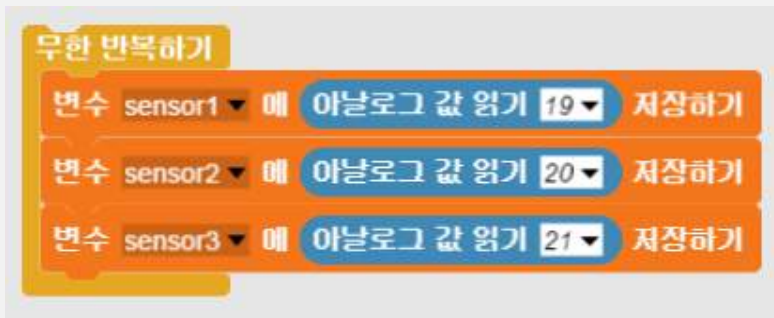 무한 반복하기
변수 sensor1 에 아날로그 값 읽기 19 저장하기
변수 sensor2 에 아날로그 값 읽기 20 저장하기
변수 sensor3 에 아날로그 값 읽기 21 저장하기